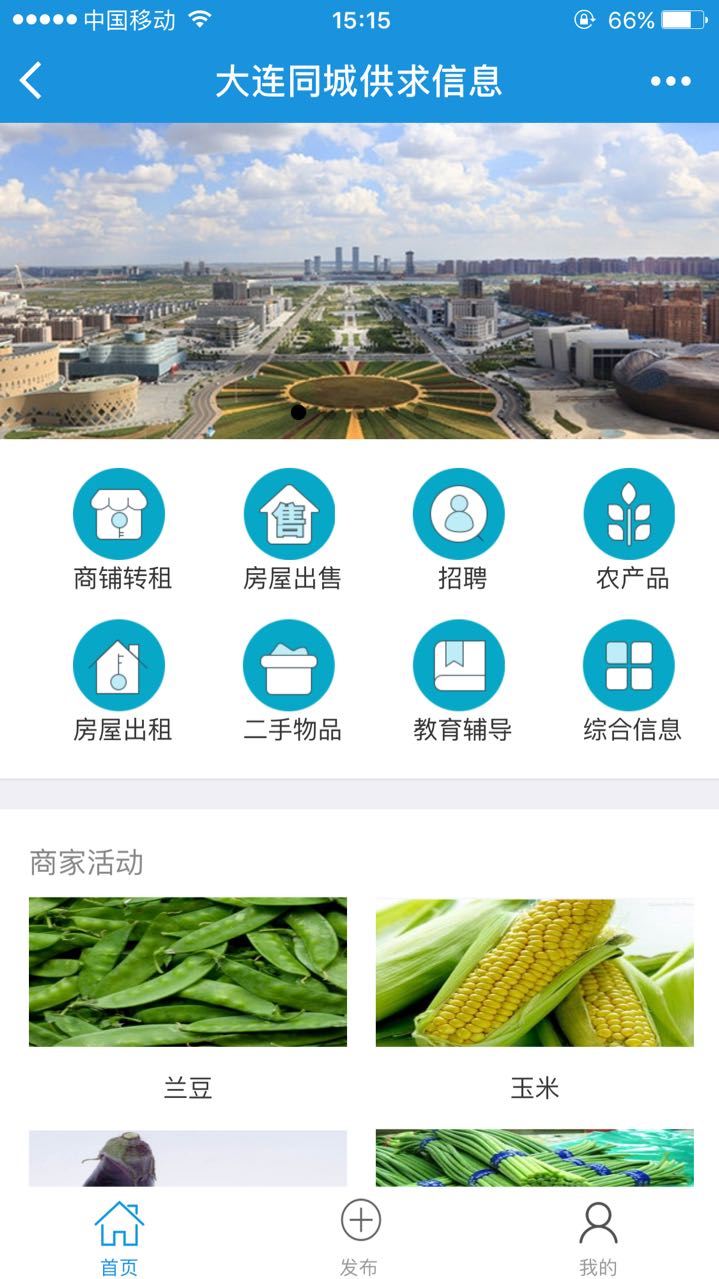 中国移动 15:15 66%
大连同城供求信息
售
商铺转租 房屋出售 招聘 农产品
房屋出租 二手物品 教育辅导 综合信息
商家活动
兰豆 玉米
首页 发布 我的